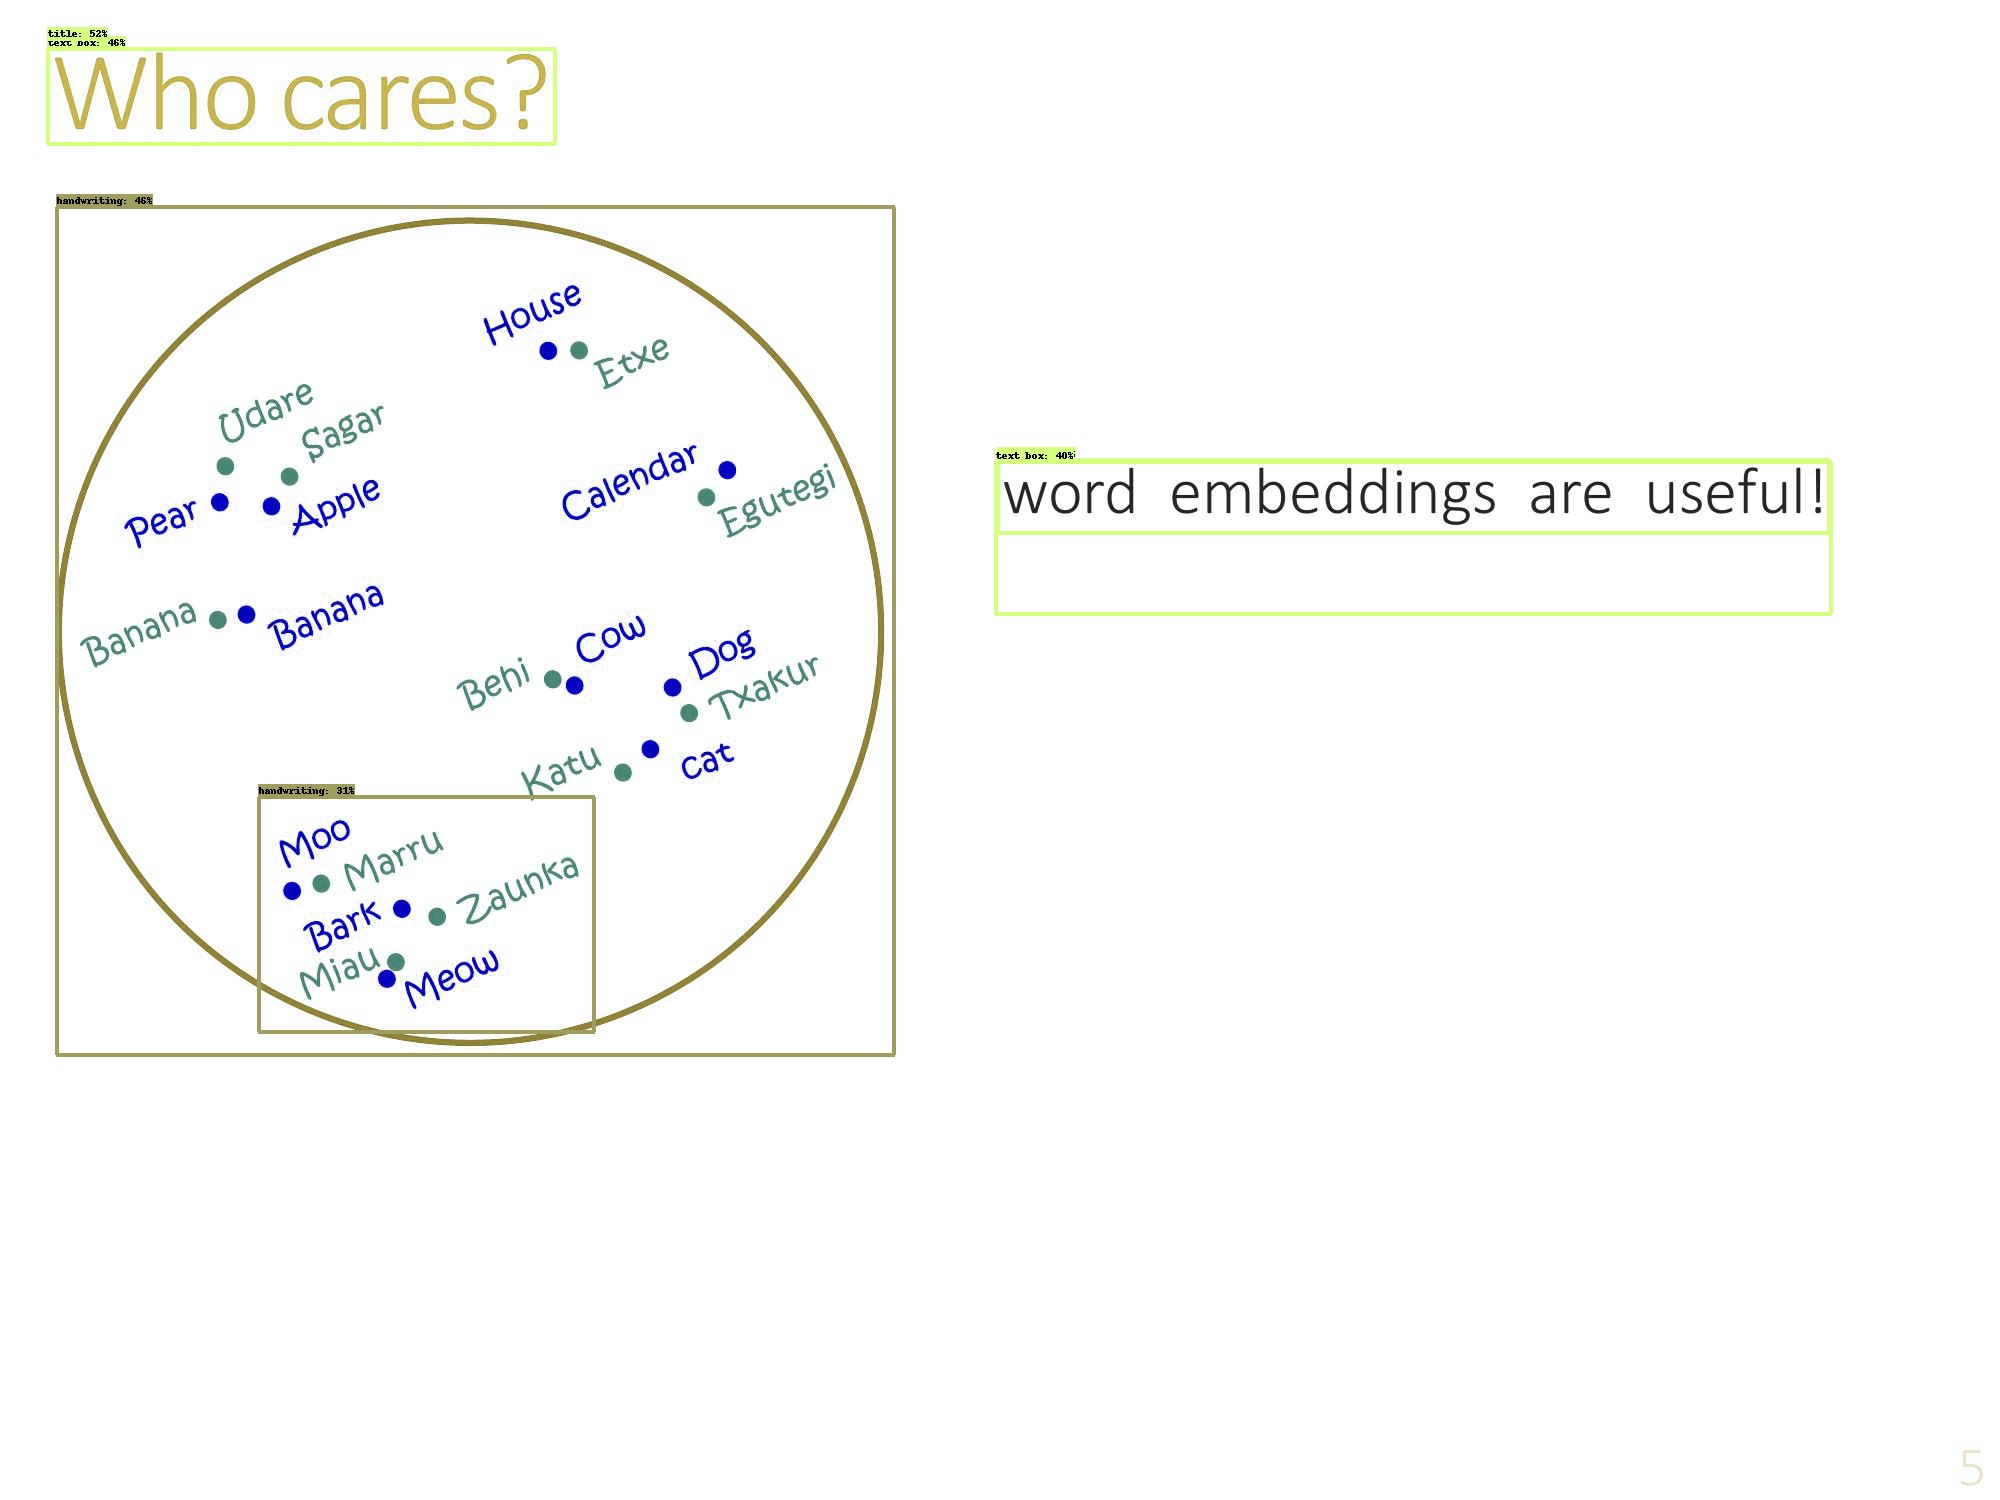 title: 52%
text box: 46%
Who cares?
handwriting: 46%
House
Etxe
Udare
Sagar
Pear
Apple
Calendar
Egutegi
Banana
Banana
Cow
Behi
Dog
Txakur
Katu
cat
handwriting: 31%
Moo
Marru
Bark
Zaunka
Miau
Meow
text box: 40%
word embeddings are useful!
5